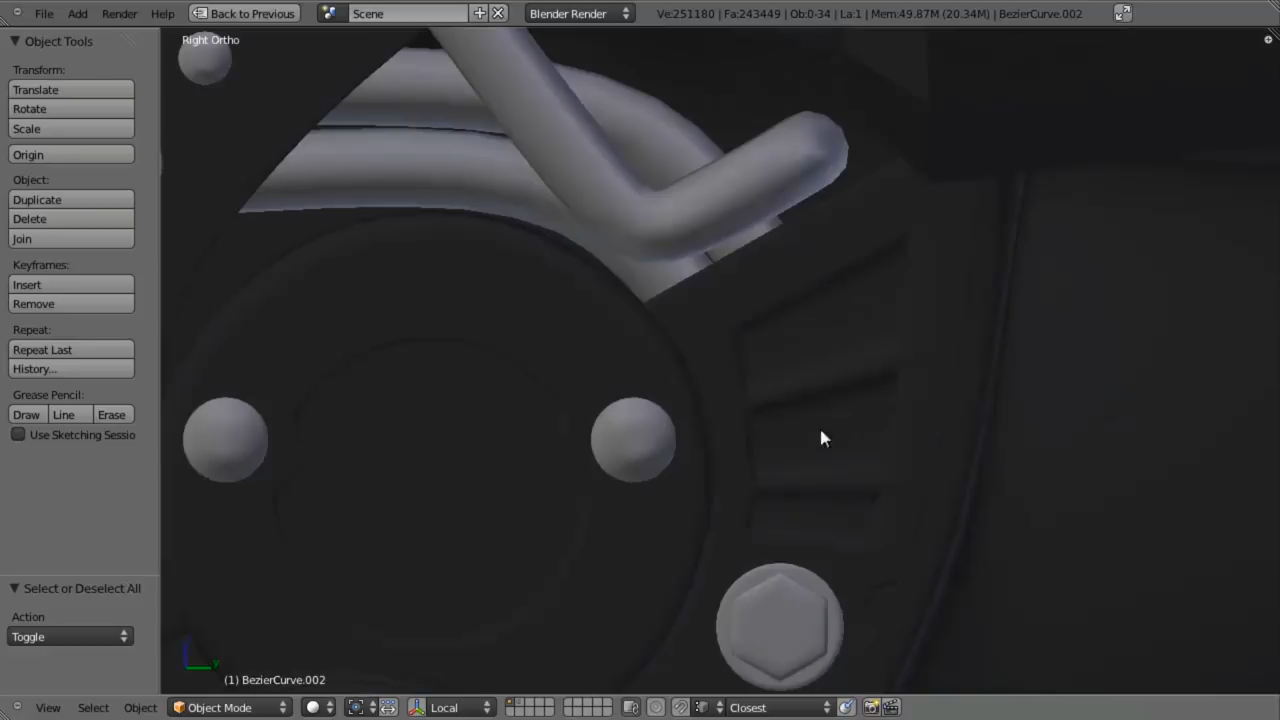 File Add Render Help Back to Previous Scene Blender Render Ve:251180 | Fa:243449 | Ob:0-34 | La:1 | Mem:49.87M (20.34M) | BezierCurve.002
Object Tools
Right Ortho
Transform:
Translate
Rotate
Scale
Origin
Object:
Duplicate
Delete
Join
Keyframes:
Insert
Remove
Repeat:
Repeat Last
History...
Grease Pencil:
Draw Line Erase
Use Sketching Sessio
Select or Deselect All
Action
Toggle
y
(1) BezierCurve.002
View Select Object Object Mode Local Closest